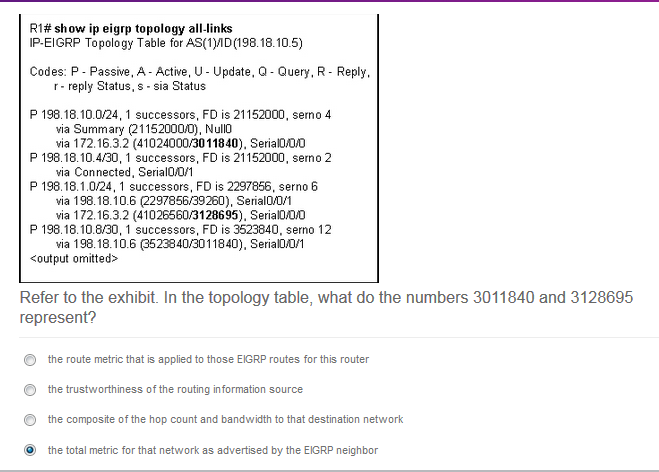 R1# show ip eigrp topology all-links
IP-EIGRP Topology Table for AS(1)/ID(198.18.10.5)
Codes: P - Passive, A - Active, U - Update, Q - Query, R - Reply,
r - reply Status, s - sia Status
P 198.18.10.0/24, 1 successors, FD is 21152000, serno 4
via Summary (21152000/0), Null0
via 172.16.3.2 (41024000/3011840), Serial0/0/0
P 198.18.10.4/30, 1 successors, FD is 21152000, serno 2
via Connected, Serial0/0/1
P 198.18.1.0/24, 1 successors, FD is 2297856, serno 6
via 198.18.10.6 (2297856/39260), Serial0/0/1
via 172.16.3.2 (41026560/3128695), Serial0/0/0
P 198.18.10.8/30, 1 successors, FD is 3523840, serno 12
via 198.18.10.6 (3523840/3011840), Serial0/0/1
<output omitted>
Refer to the exhibit. In the topology table, what do the numbers 3011840 and 3128695
represent?
the route metric that is applied to those EIGRP routes for this router
the trustworthiness of the routing information source
the composite of the hop count and bandwidth to that destination network
the total metric for that network as advertised by the EIGRP neighbor